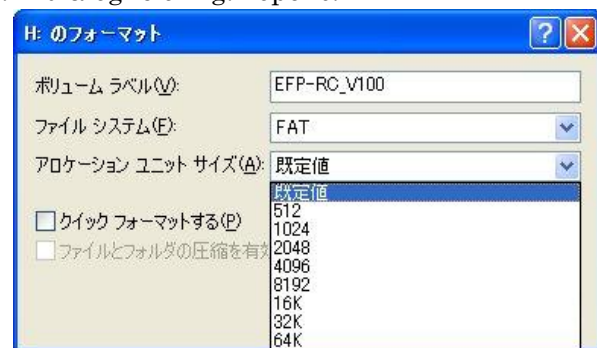 H: のフォーマット
ボリューム ラベル(V): EFP-RC_V100
ファイル システム(F): FAT
アロケーション ユニット サイズ(A): 既定値
既定値
512
1024
2048
4096
8192
16K
32K
64K
クイック フォーマットする(P)
ファイルとフォルダの圧縮を有